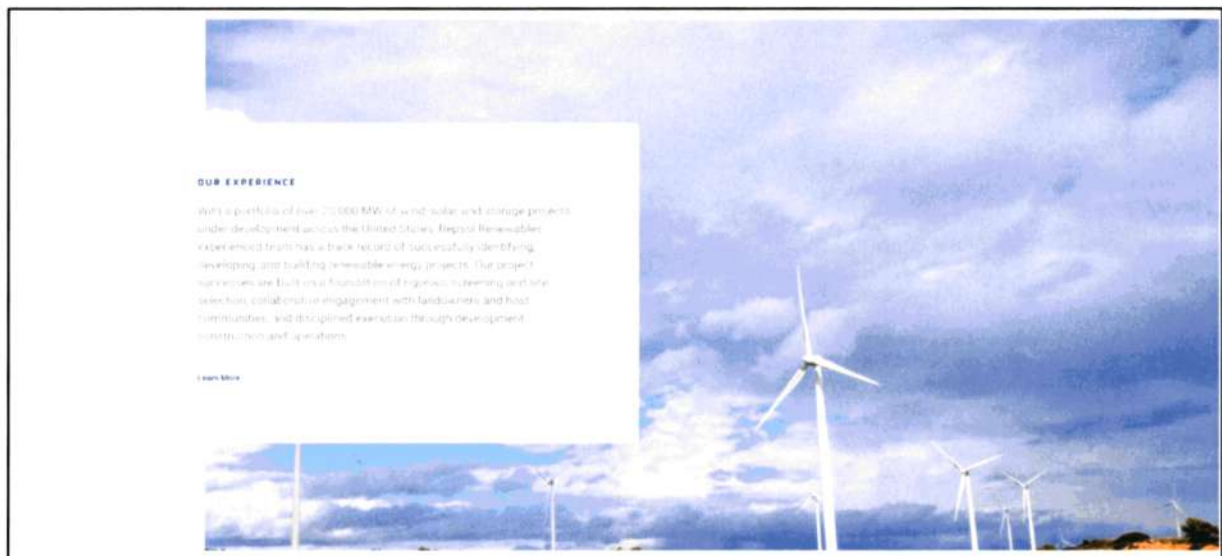 OUR EXPERIENCE
With a portfolio of over MW of wind, solar and storage projects
under development across the United States, Repsol Renewables'
experienced team has a track record of successfully identifying,
developing, and building renewable energy projects. Our project
successes are built on a foundation of rigorous screening and site
selection, collaborative engagement with landowners and host
communities, and disciplined execution through development,
construction and operations.
Learn More